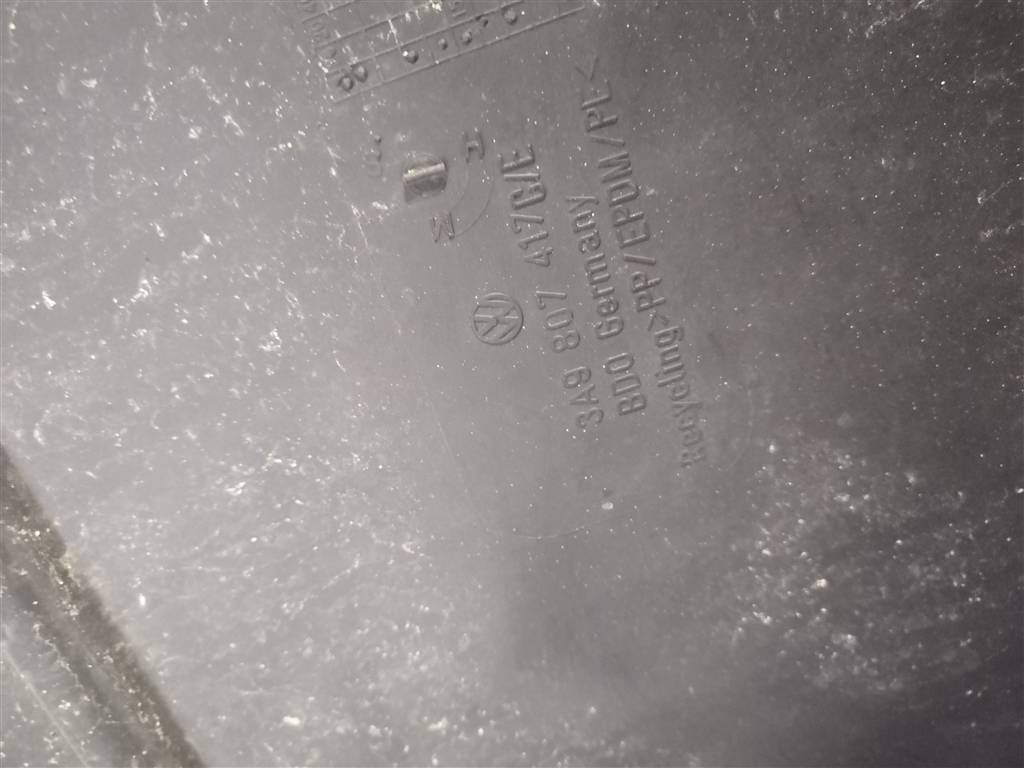 3A9 807 417G/E
BDO Germany
Recycling>PP/EPDM/PE<
M
H